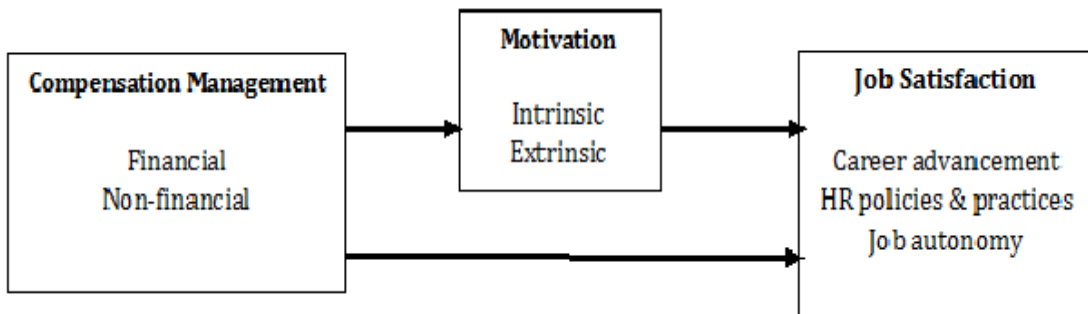 Compensation Management
Financial
Non-financial
Motivation
Intrinsic
Extrinsic
Job Satisfaction
Career advancement
HR policies & practices
Job autonomy